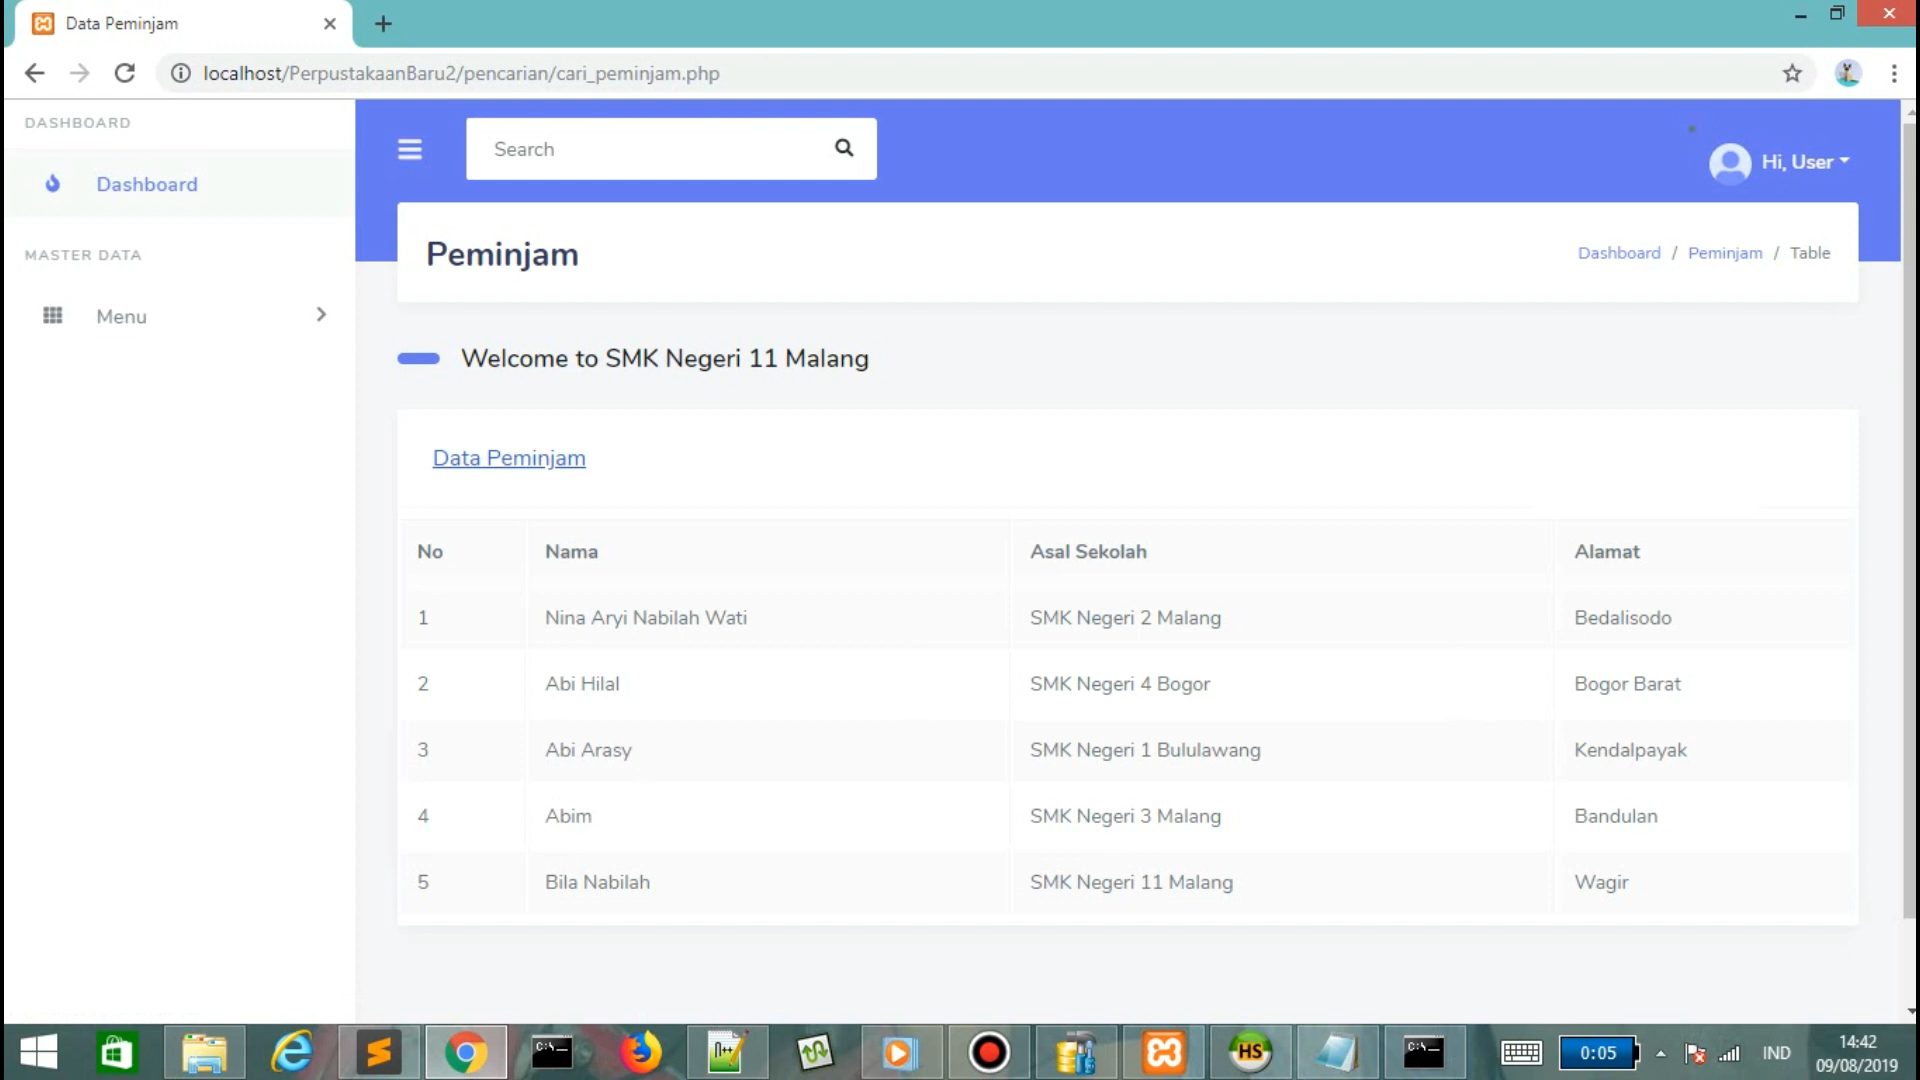 Data Peminjam
localhost/PerpustakaanBaru2/pencarian/cari_peminjam.php
DASHBOARD
Dashboard
MASTER DATA
Menu
Search
Hi, User
Peminjam
Dashboard / Peminjam / Table
Welcome to SMK Negeri 11 Malang
Data Peminjam
No Nama Asal Sekolah Alamat
1 Nina Aryi Nabilah Wati SMK Negeri 2 Malang Bedalisodo
2 Abi Hilal SMK Negeri 4 Bogor Bogor Barat
3 Abi Arasy SMK Negeri 1 Bululawang Kendalpayak
4 Abim SMK Negeri 3 Malang Bandulan
5 Bila Nabilah SMK Negeri 11 Malang Wagir
HS
0:05
IND
14:42
09/08/2019